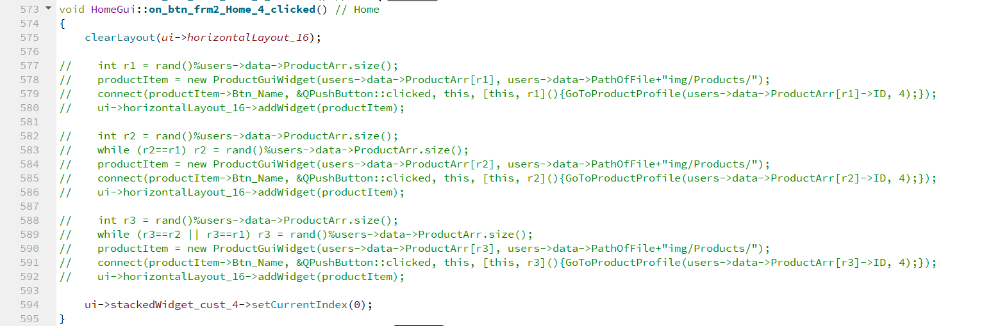 573 void HomeGui::on_btn_frm2_Home_4_clicked() // Home
574 {
575     clearLayout(ui->horizontalLayout_16);
576
577 //    int r1 = rand()%users->data->ProductArr.size();
578 //    productItem = new ProductGuiWidget(users->data->ProductArr[r1], users->data->PathOfFile+"img/Products/");
579 //    connect(productItem->Btn_Name, &QPushButton::clicked, this, [this, r1](){GoToProductProfile(users->data->ProductArr[r1]->ID, 4);});
580 //    ui->horizontalLayout_16->addWidget(productItem);
581
582 //    int r2 = rand()%users->data->ProductArr.size();
583 //    while (r2==r1) r2 = rand()%users->data->ProductArr.size();
584 //    productItem = new ProductGuiWidget(users->data->ProductArr[r2], users->data->PathOfFile+"img/Products/");
585 //    connect(productItem->Btn_Name, &QPushButton::clicked, this, [this, r2](){GoToProductProfile(users->data->ProductArr[r2]->ID, 4);});
586 //    ui->horizontalLayout_16->addWidget(productItem);
587
588 //    int r3 = rand()%users->data->ProductArr.size();
589 //    while (r3==r2 || r3==r1) r3 = rand()%users->data->ProductArr.size();
590 //    productItem = new ProductGuiWidget(users->data->ProductArr[r3], users->data->PathOfFile+"img/Products/");
591 //    connect(productItem->Btn_Name, &QPushButton::clicked, this, [this, r3](){GoToProductProfile(users->data->ProductArr[r3]->ID, 4);});
592 //    ui->horizontalLayout_16->addWidget(productItem);
593
594     ui->stackedWidget_cust_4->setCurrentIndex(0);
595 }